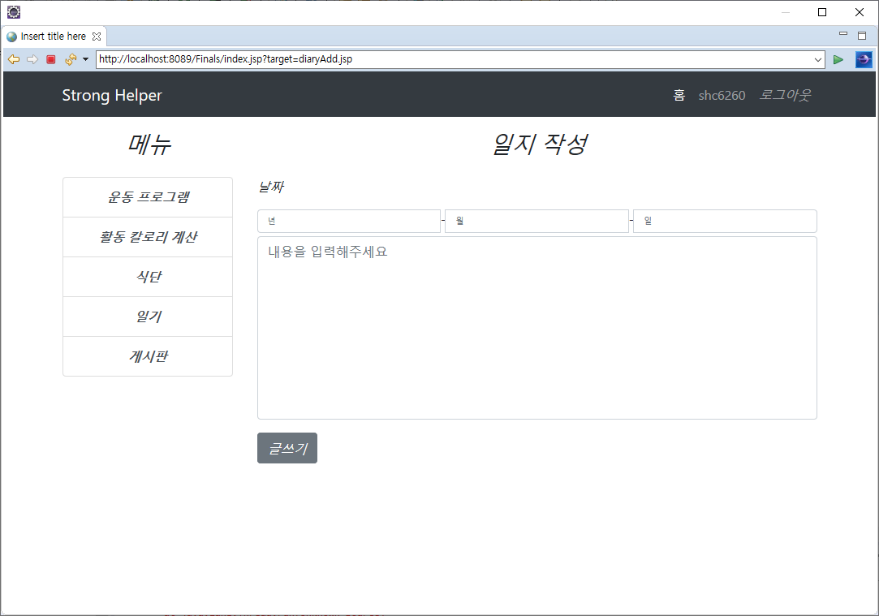 Insert title here
http://localhost:8089/Finals/index.jsp?target=diaryAdd.jsp
Strong Helper 홈 shc6260 로그아웃
메뉴
운동 프로그램
활동 칼로리 계산
식단
일기
게시판
일지 작성
날짜
년 - 월 - 일
내용을 입력해주세요
글쓰기